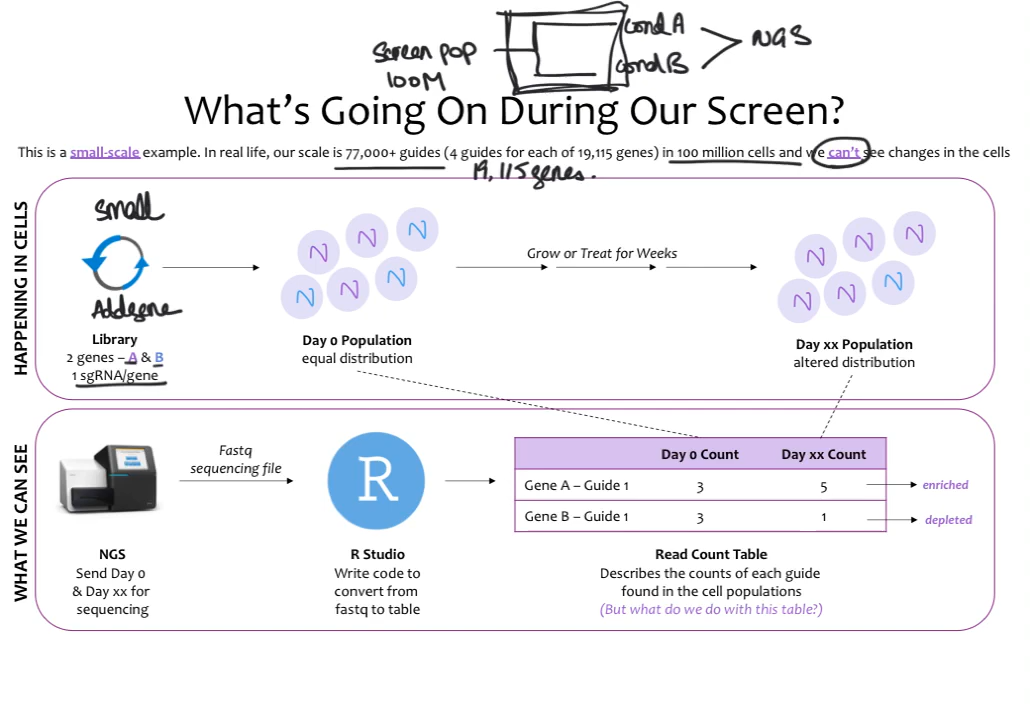 Screen pop
100M
cond A
cond B
NGS
What's Going On During Our Screen?
This is a small-scale example. In real life, our scale is 77,000+ guides (4 guides for each of 19,115 genes) in 100 million cells and we can't see changes in the cells
19,115 genes.
HAPPENING IN CELLS
small
Addgene
Library
2 genes – A & B
1 sgRNA/gene
Day 0 Population
equal distribution
Grow or Treat for Weeks
Day xx Population
altered distribution
WHAT WE CAN SEE
NGS
Send Day 0
& Day xx for
sequencing
Fastq
sequencing file
R
R Studio
Write code to
convert from
fastq to table
Day 0 Count Day xx Count
Gene A – Guide 1 3 5 enriched
Gene B – Guide 1 3 1 depleted
Read Count Table
Describes the counts of each guide
found in the cell populations
(But what do we do with this table?)